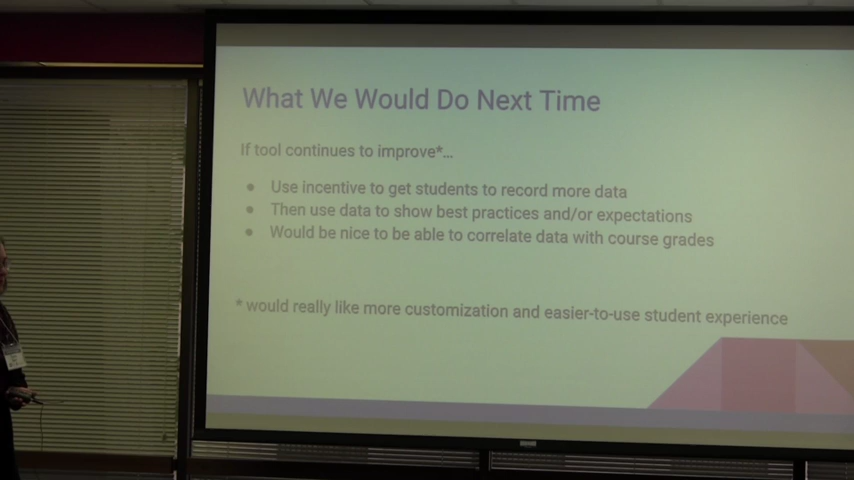 What We Would Do Next Time
If tool continues to improve*...
● Use incentive to get students to record more data
● Then use data to show best practices and/or expectations
● Would be nice to be able to correlate data with course grades
* would really like more customization and easier-to-use student experience